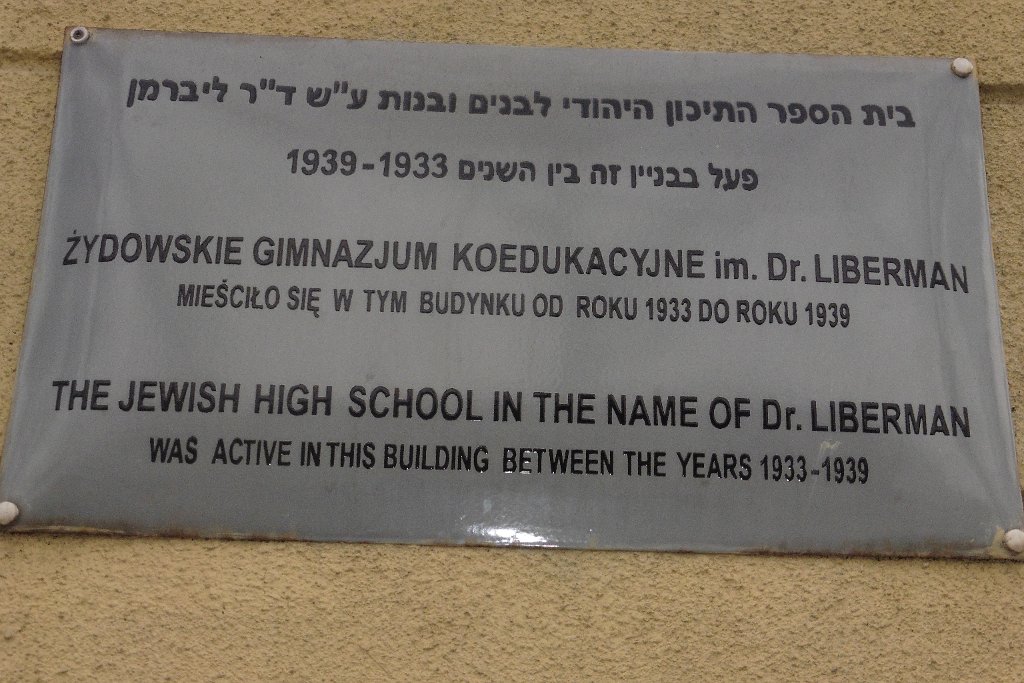 בית הספר התיכון היהודי לבנים ובנות ע"ש ד"ר ליברמן
פעל בבניין זה בין השנים 1939-1933
ŻYDOWSKIE GIMNAZJUM KOEDUKACYJNE im. Dr. LIBERMAN
MIEŚCIŁO SIĘ W TYM BUDYNKU OD ROKU 1933 DO ROKU 1939
THE JEWISH HIGH SCHOOL IN THE NAME OF Dr. LIBERMAN
WAS ACTIVE IN THIS BUILDING BETWEEN THE YEARS 1933-1939